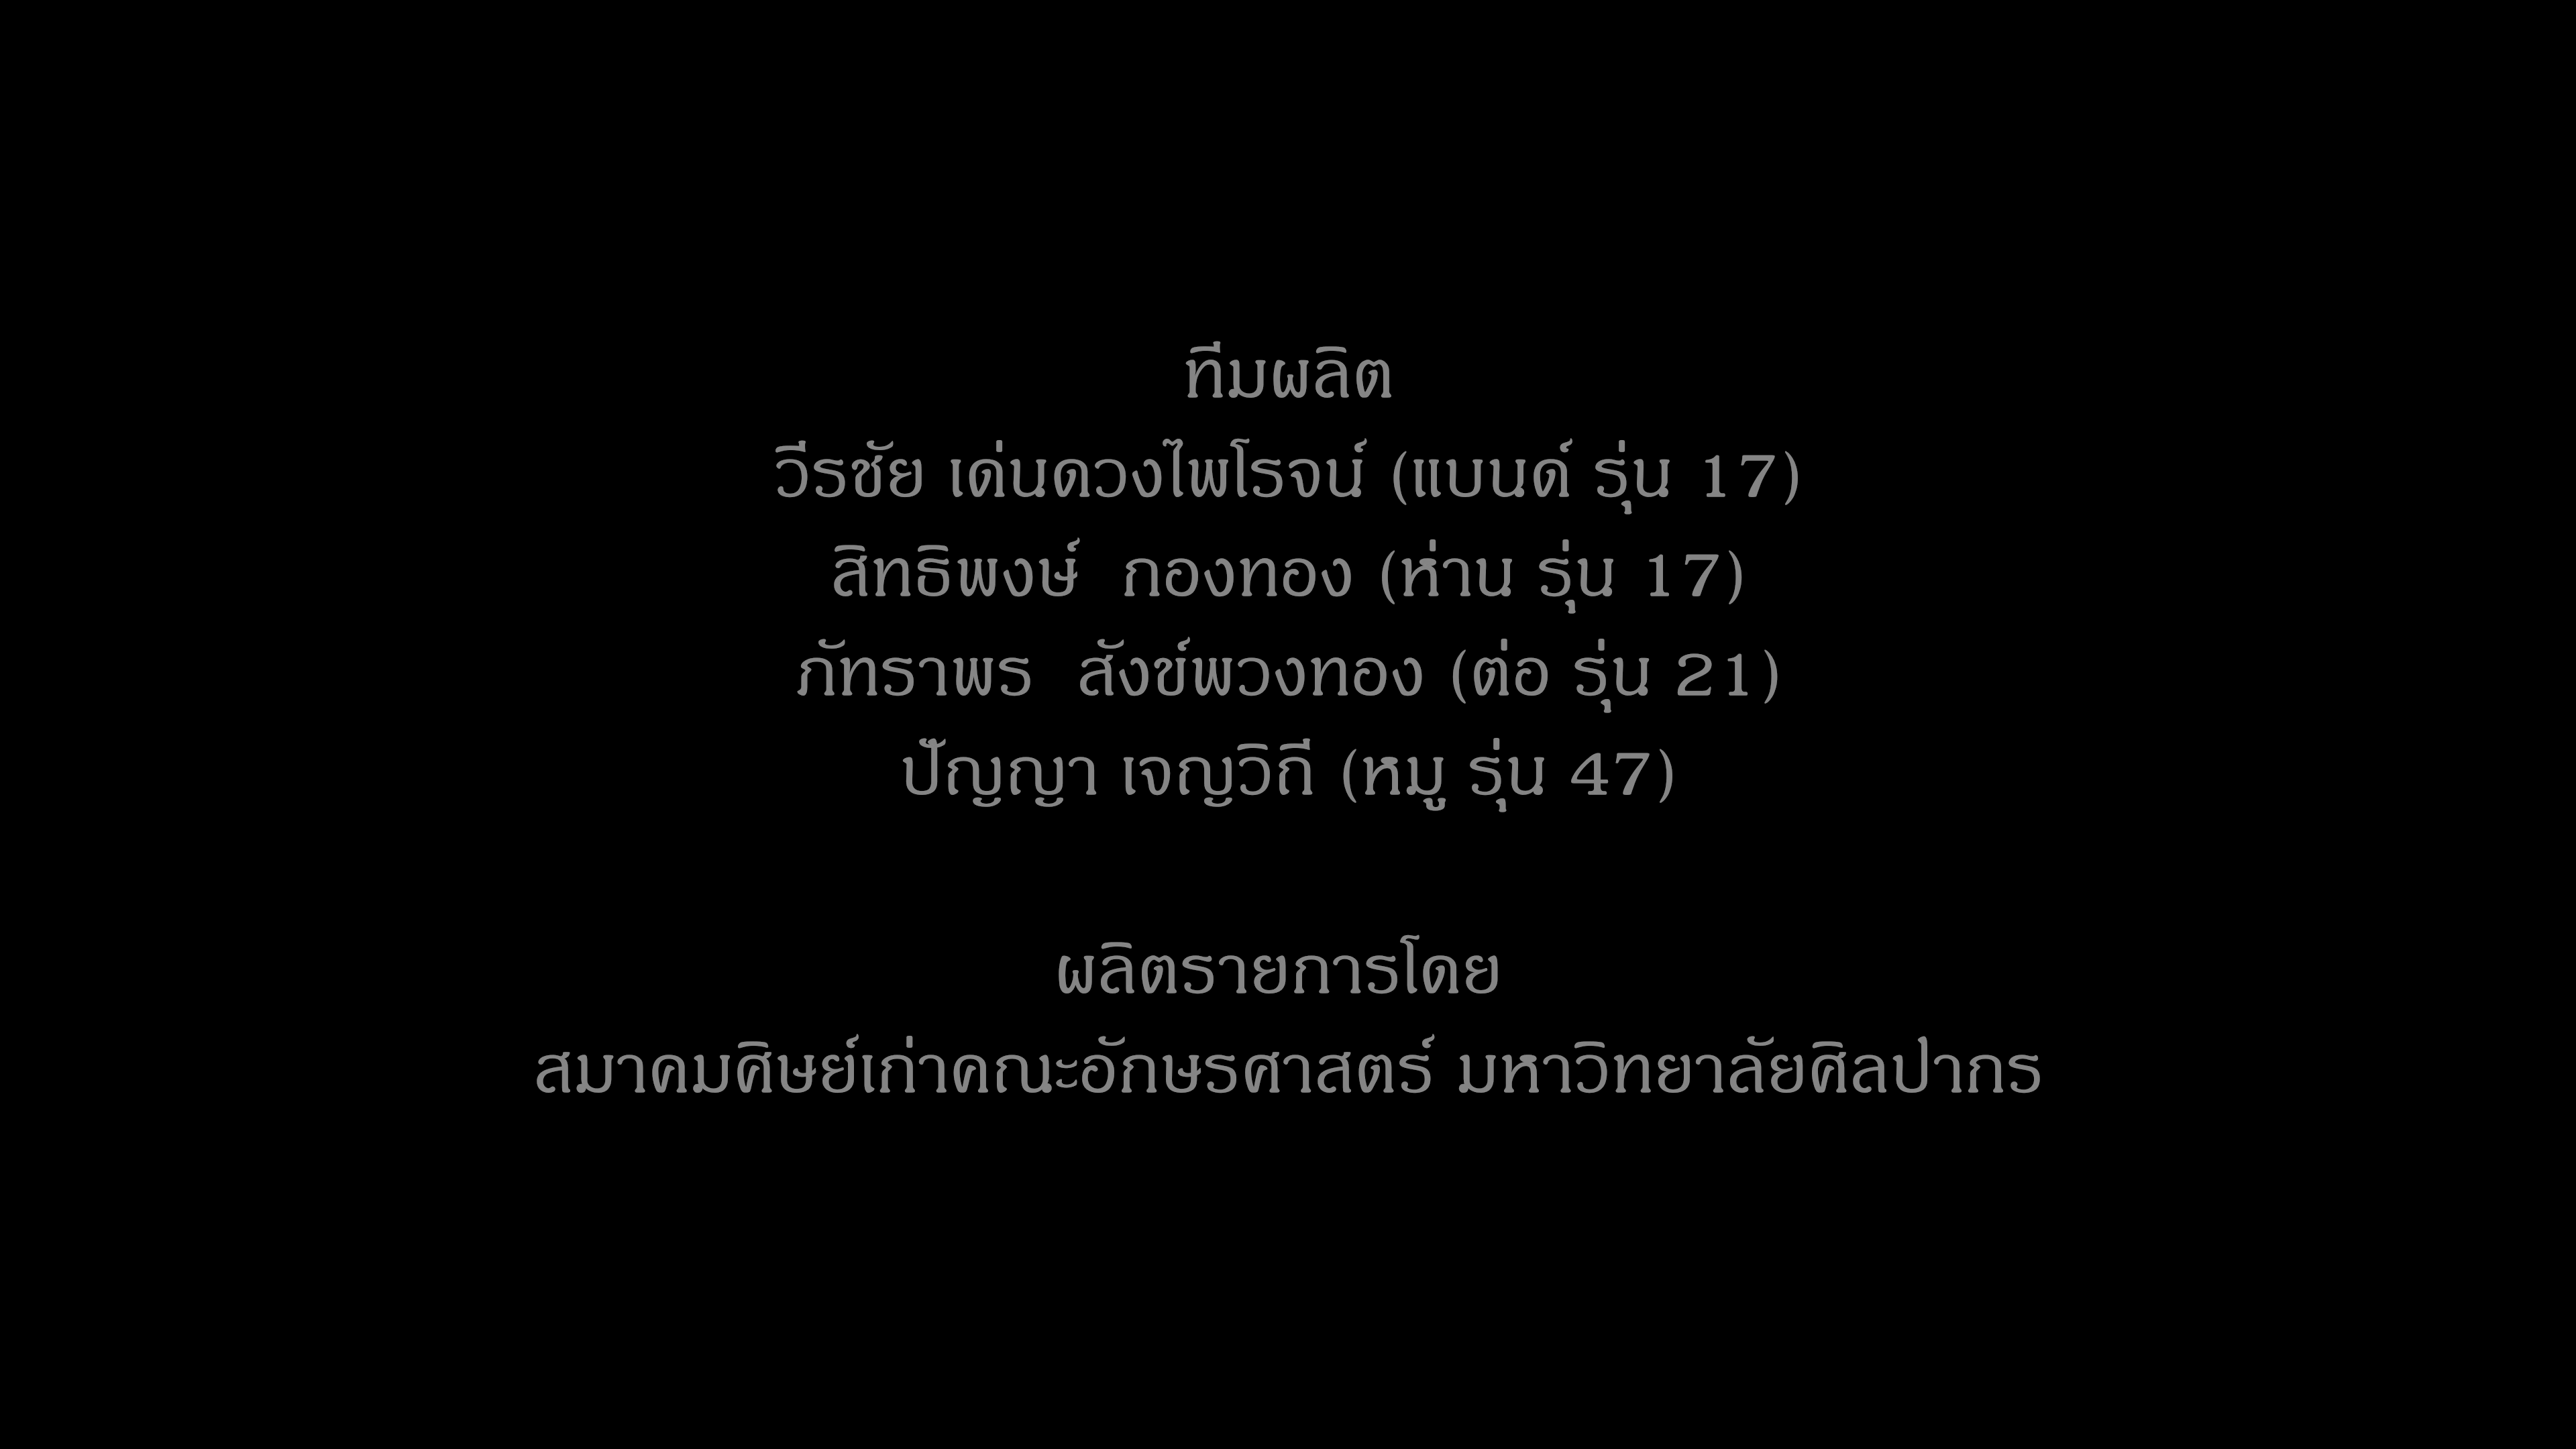 ทีมผลิต
วีรชัย เด่นดวงไพโรจน์ (แบนด์ รุ่น 17)
สิทธิพงษ์  กองทอง (ห่าน รุ่น 17)
ภัทราพร  สังข์พวงทอง (ต่อ รุ่น 21)
ปัญญา เจญวิถี (หมู รุ่น 47)
ผลิตรายการโดย
สมาคมศิษย์เก่าคณะอักษรศาสตร์ มหาวิทยาลัยศิลปากร